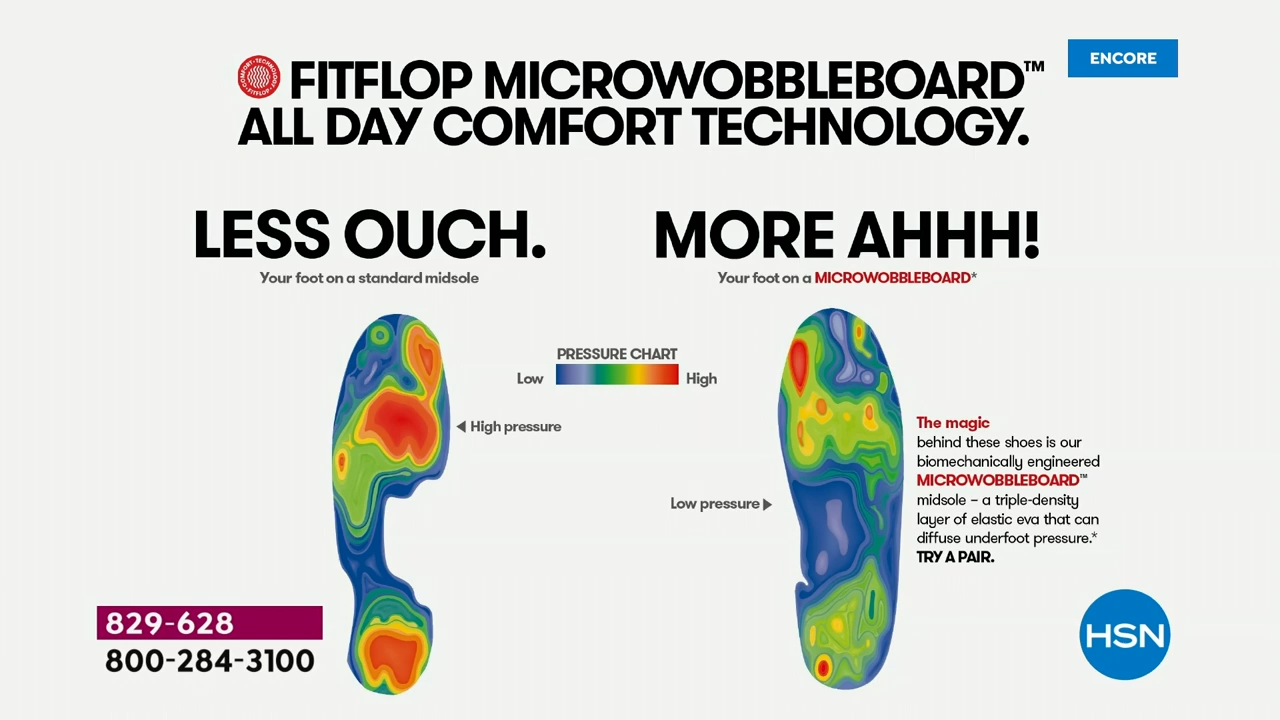 ENCORE
FITFLOP MICROWOBBLEBOARD™
ALL DAY COMFORT TECHNOLOGY.
LESS OUCH.
Your foot on a standard midsole
MORE AHHH!
Your foot on a MICROWOBBLEBOARD*
PRESSURE CHART
Low
High
High pressure
Low pressure
The magic
behind these shoes is our
biomechanically engineered
MICROWOBBLEBOARD™
midsole – a triple-density
layer of elastic eva that can
diffuse underfoot pressure.*
TRY A PAIR.
829-628
800-284-3100
HSN